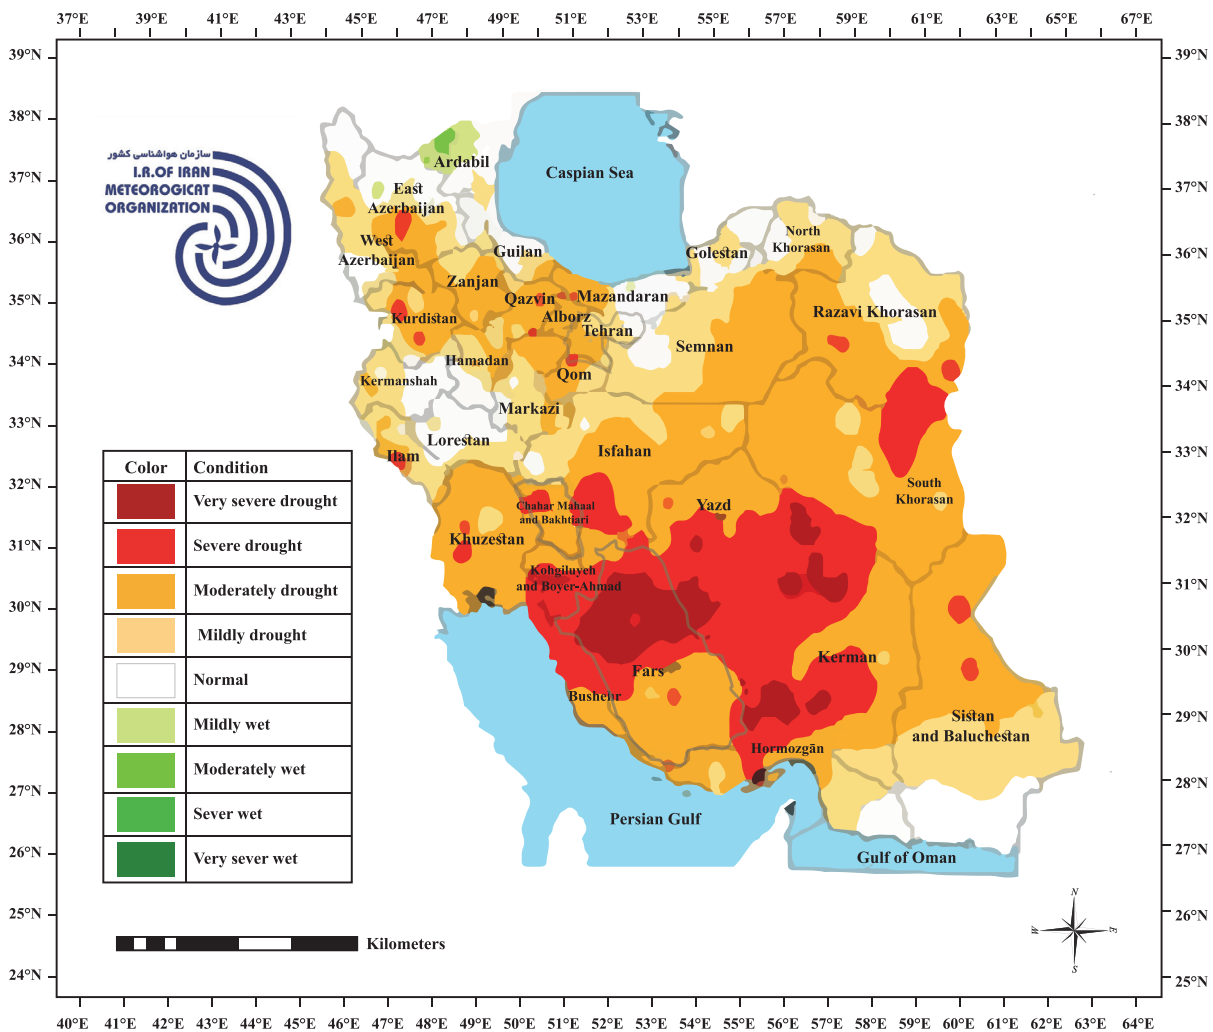 37°E 39°E 41°E 43°E 45°E 47°E 49°E 51°E 53°E 55°E 57°E 59°E 61°E 63°E 65°E 67°E
39°N 39°N
38°N 38°N
سازمان هواشناسی کشور
I.R.OF IRAN
METEOROGICAT
ORGANIZATION
Ardabil
Caspian Sea
37°N 37°N
East
Azerbaijan
North
Khorasan
36°N 36°N
West
Azerbaijan
Guilan
Golestan
Zanjan
Qazvin
Mazandaran
35°N 35°N
Kurdistan
Alborz
Tehran
Razavi Khorasan
Semnan
34°N 34°N
Hamadan
Qom
Kermanshah
Markazi
33°N 33°N
Lorestan
Isfahan
Ilam
South
Khorasan
32°N 32°N
Chahar Mahaal
and Bakhtiari
Yazd
Khuzestan
31°N 31°N
Kohgiluyeh
and Boyer-Ahmad
30°N 30°N
Fars
Kerman
29°N 29°N
Bushehr
Sistan
and Baluchestan
28°N 28°N
Hormozgān
27°N 27°N
Persian Gulf
Gulf of Oman
26°N 26°N
25°N 25°N
24°N
Color Condition
Very severe drought
Severe drought
Moderately drought
Mildly drought
Normal
Mildly wet
Moderately wet
Sever wet
Very sever wet
Kilometers
N
W E
S
40°E 41°E 42°E 43°E 44°E 45°E 46°E 47°E 48°E 49°E 50°E 51°E 52°E 53°E 54°E 55°E 56°E 57°E 58°E 59°E 60°E 61°E 62°E 63°E 64°E